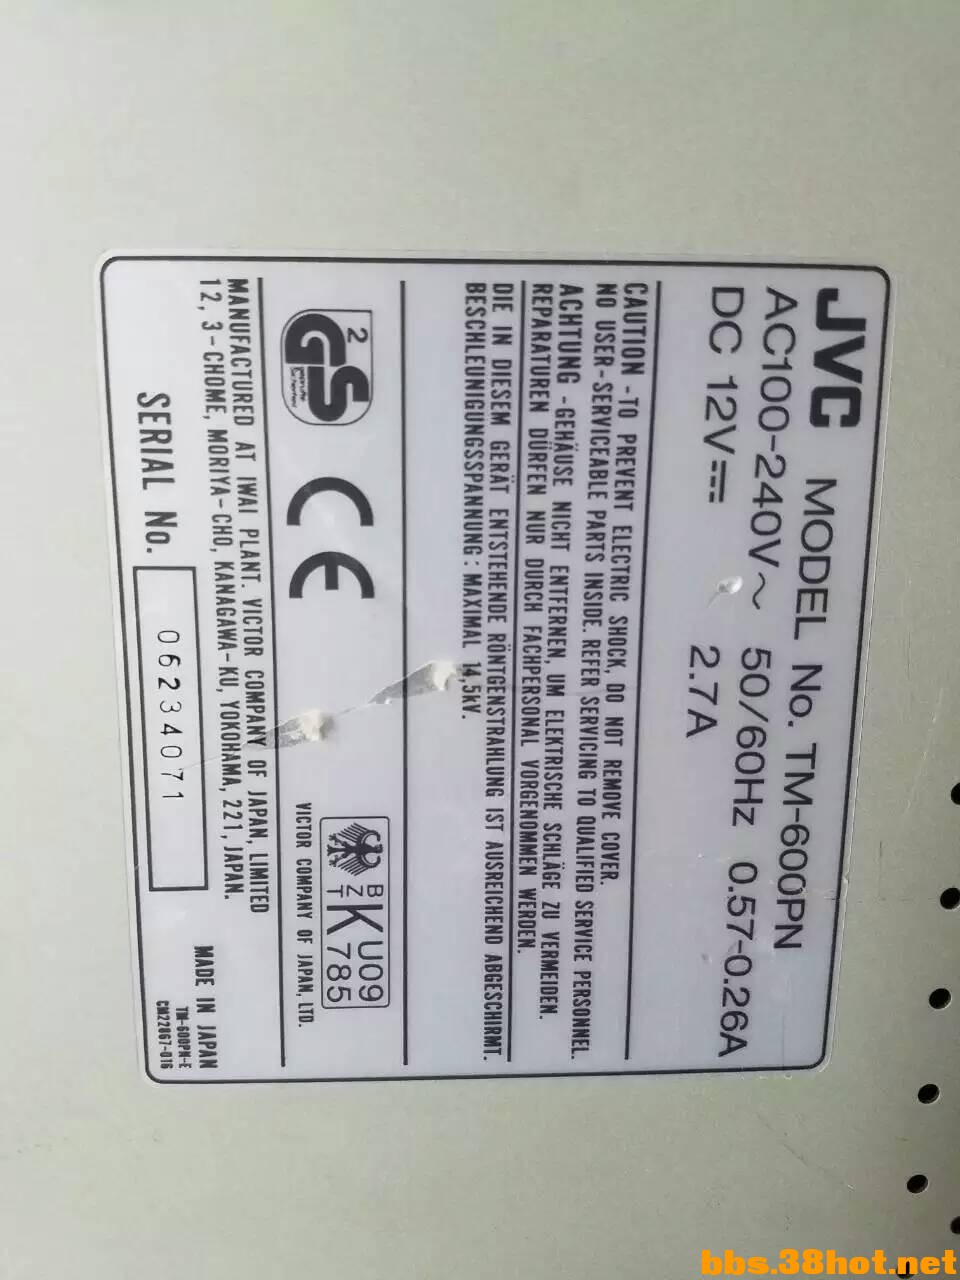 JVC MODEL No. TM-600PN
AC100-240V~ 50/60Hz 0.57-0.26A
DC 12V⎓ 2.7A
CAUTION -TO PREVENT ELECTRIC SHOCK, DO NOT REMOVE COVER.
NO USER-SERVICEABLE PARTS INSIDE. REFER SERVICING TO QUALIFIED SERVICE PERSONNEL.
ACHTUNG -GEHÄUSE NICHT ENTFERNEN, UM ELEKTRISCHE SCHLÄGE ZU VERMEIDEN.
REPARATUREN DÜRFEN NUR DURCH FACHPERSONAL VORGENOMMEN WERDEN.
DIE IN DIESEM GERÄT ENTSTEHENDE RÖNTGENSTRAHLUNG IST AUSREICHEND ABGESCHIRMT.
BESCHLEUNIGUNGSSPANNUNG: MAXIMAL 14,5kV.
2
GS
geprüfte
Sicherheit
CE
BZT
K
U09
785
VICTOR COMPANY OF JAPAN, LTD.
MANUFACTURED AT IWAI PLANT. VICTOR COMPANY OF JAPAN, LIMITED
12, 3-CHOME, MORIYA-CHO, KANAGAWA-KU, YOKOHAMA, 221, JAPAN.
SERIAL No. 06234071
MADE IN JAPAN
TM-600PN-E
CM22867-016
bbs.38hot.net